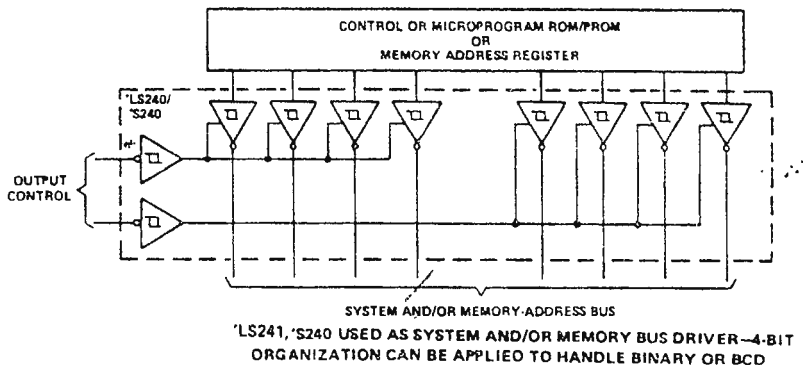 CONTROL OR MICROPROGRAM ROM/PROM
OR
MEMORY ADDRESS REGISTER
'LS240/
'S240
OUTPUT
CONTROL
SYSTEM AND/OR MEMORY-ADDRESS BUS
'LS241,'S240 USED AS SYSTEM AND/OR MEMORY BUS DRIVER–4-BIT
ORGANIZATION CAN BE APPLIED TO HANDLE BINARY OR BCD